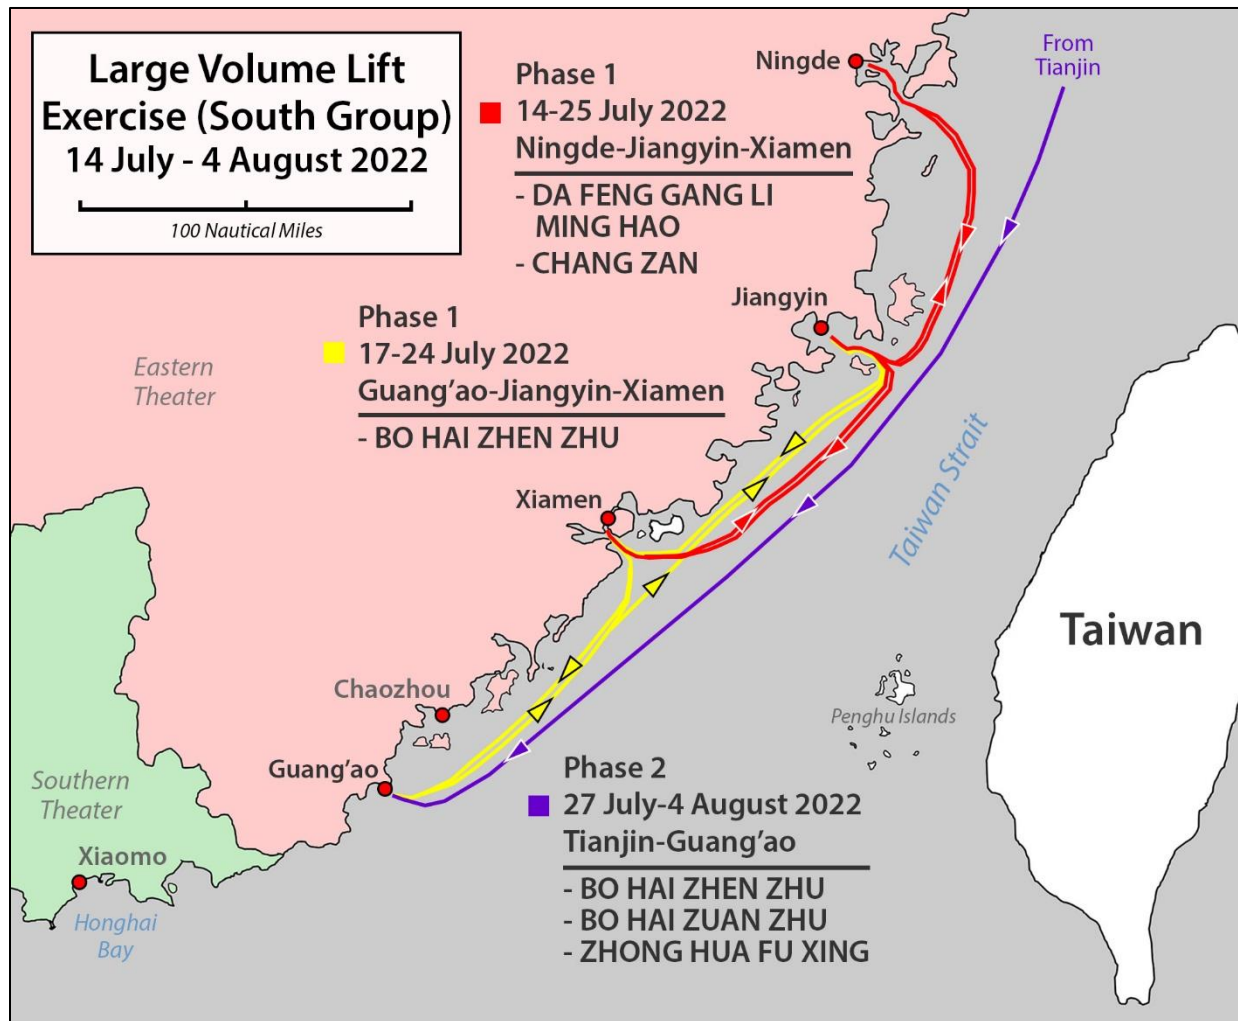 Large Volume Lift
Exercise (South Group)
14 July - 4 August 2022
100 Nautical Miles
Phase 1
14-25 July 2022
Ningde-Jiangyin-Xiamen
- DA FENG GANG LI
MING HAO
- CHANG ZAN
Ningde
From
Tianjin
Jiangyin
Phase 1
17-24 July 2022
Guang’ao-Jiangyin-Xiamen
- BO HAI ZHEN ZHU
Eastern
Theater
Xiamen
Taiwan Strait
Taiwan
Penghu Islands
Chaozhou
Guang’ao
Southern
Theater
Xiaomo
Honghai
Bay
Phase 2
27 July-4 August 2022
Tianjin-Guang’ao
- BO HAI ZHEN ZHU
- BO HAI ZUAN ZHU
- ZHONG HUA FU XING